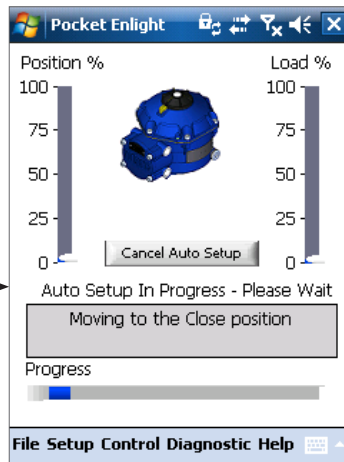 Pocket Enlight
Position % Load %
100 100
75 75
50 50
25 25
0 0
Cancel Auto Setup
Auto Setup In Progress - Please Wait
Moving to the Close position
Progress
File Setup Control Diagnostic Help